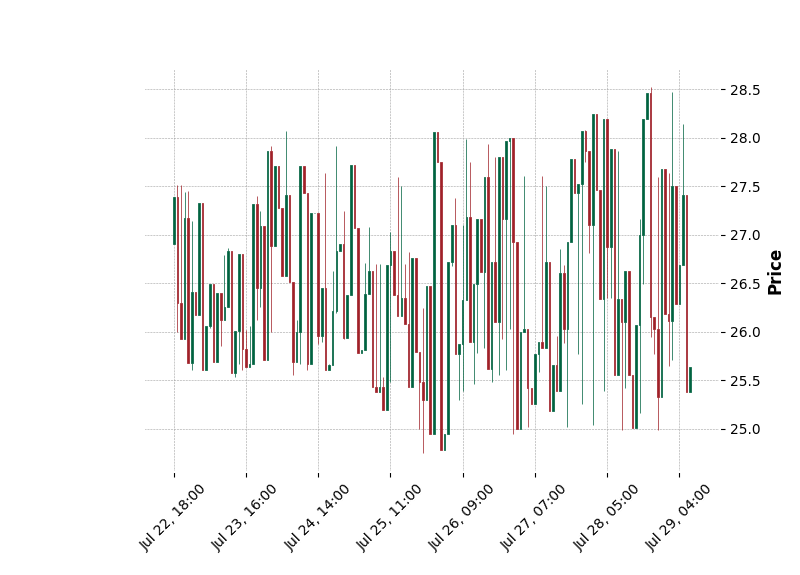 28.5
28.0
27.5
27.0
26.5
26.0
25.5
25.0
Price
Jul 22, 18:00
Jul 23, 16:00
Jul 24, 14:00
Jul 25, 11:00
Jul 26, 09:00
Jul 27, 07:00
Jul 28, 05:00
Jul 29, 04:00